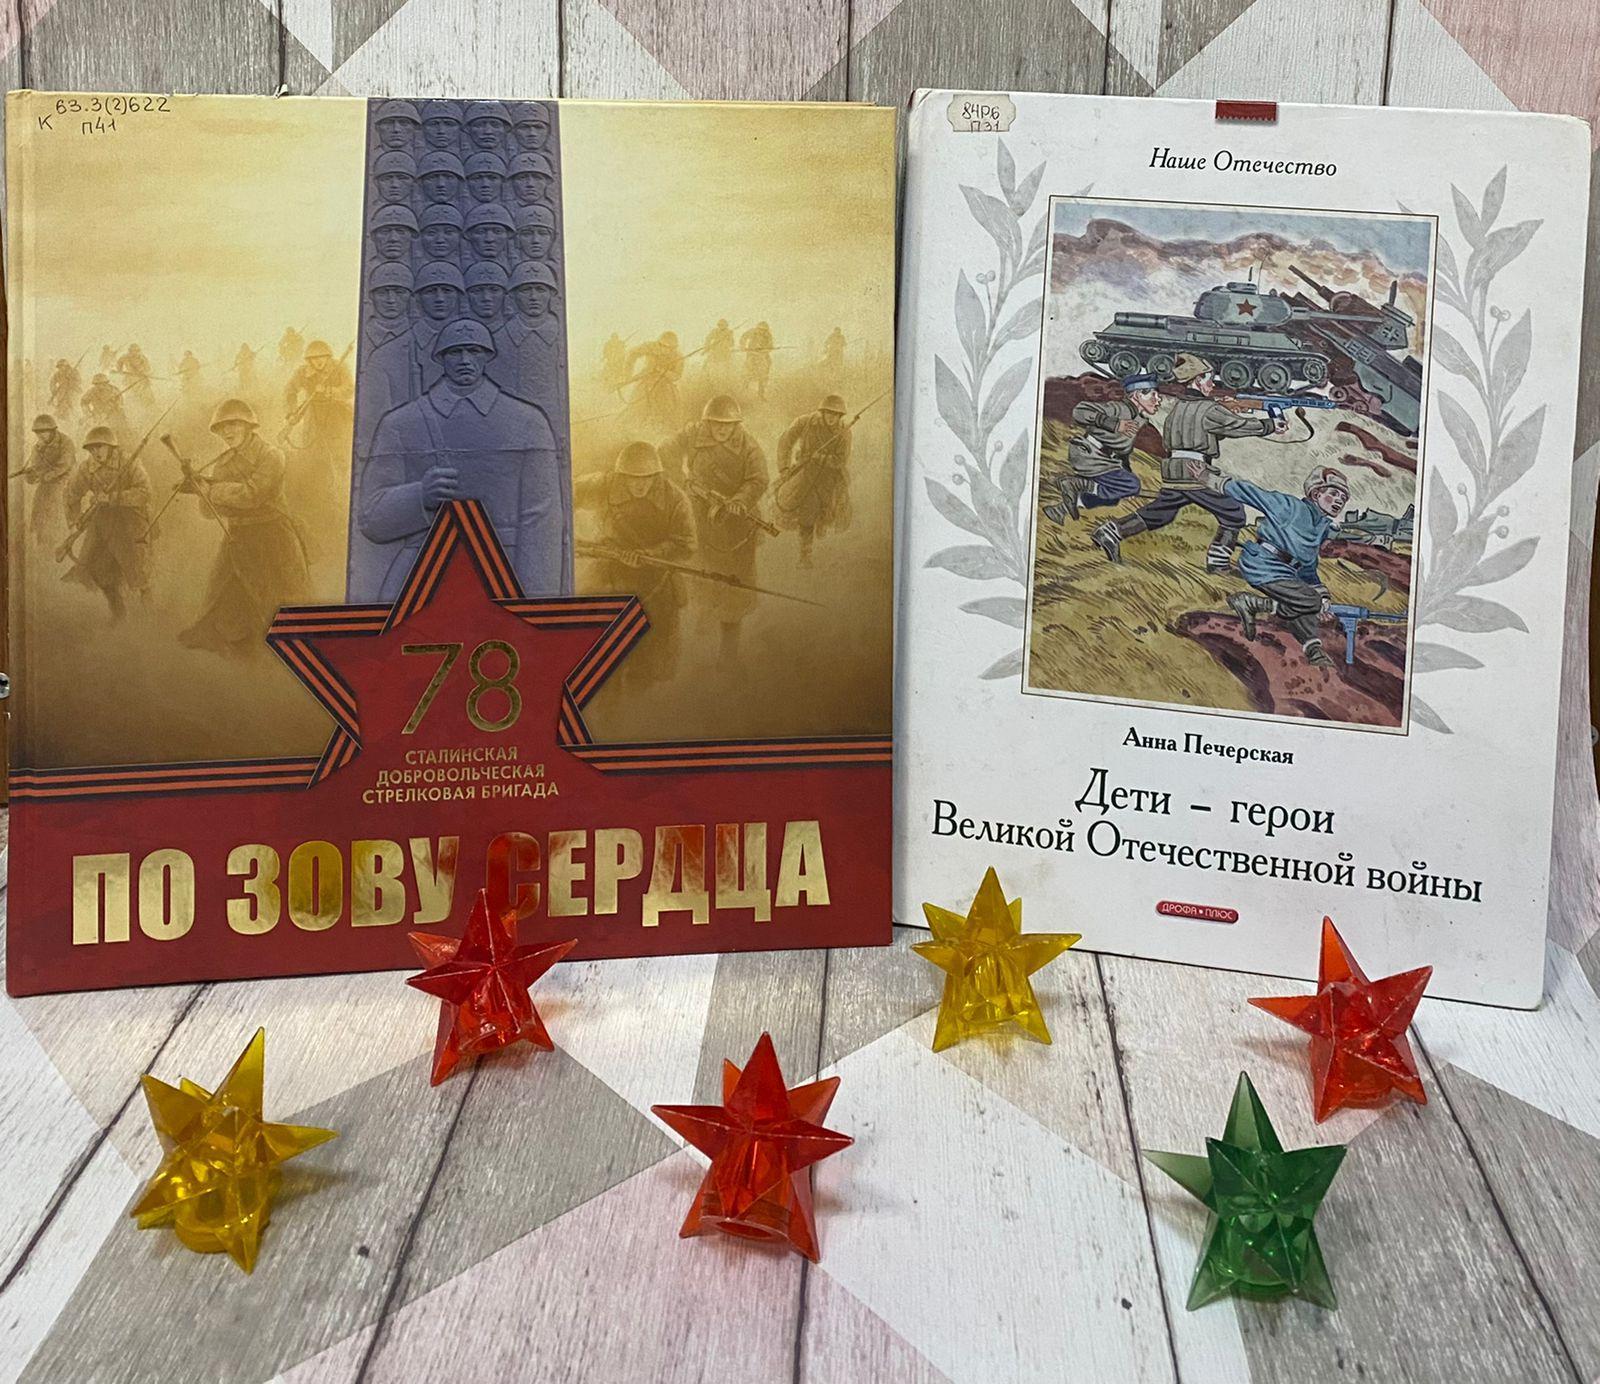 63.3(2)622
К П41
78
СТАЛИНСКАЯ
ДОБРОВОЛЬЧЕСКАЯ
СТРЕЛКОВАЯ БРИГАДА
ПО ЗОВУ СЕРДЦА
84Р6
П31
Наше Отечество
Анна Печерская
Дети – герои
Великой Отечественной войны
ДРОФА • ПЛЮС